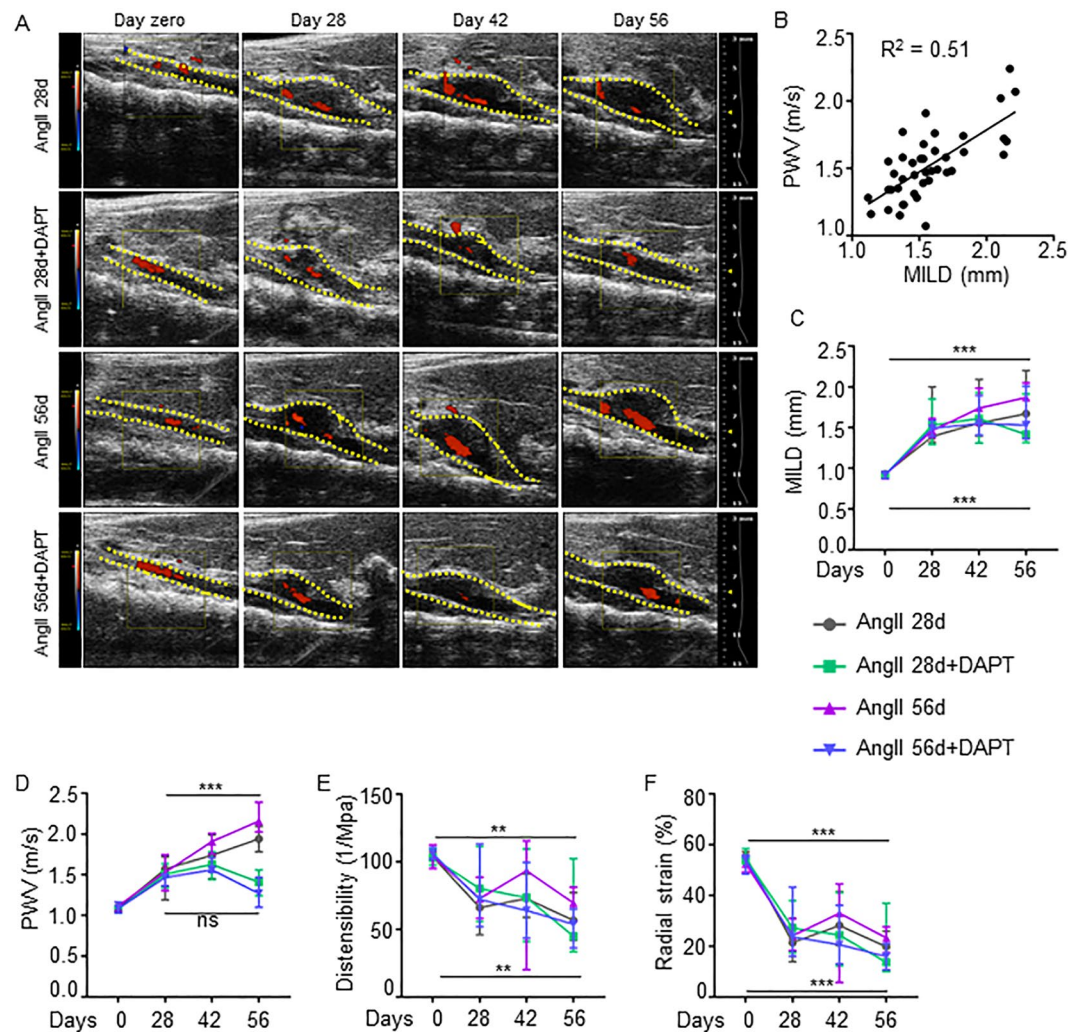 A
Day zero
Day 28
Day 42
Day 56
AngII 28d
AngII 28d+DAPT
AngII 56d
AngII 56d+DAPT
B
R² = 0.51
PWV (m/s)
2.5
2.0
1.5
1.0
1.0 1.5 2.0 2.5
MILD (mm)
C
***
MILD (mm)
2.5
2.0
1.5
1.0
0.5
0.0
***
Days 0 28 42 56
AngII 28d
AngII 28d+DAPT
AngII 56d
AngII 56d+DAPT
D
***
PWV (m/s)
2.5
2.0
1.5
1.0
0.5
0.0
ns
Days 0 28 42 56
E
**
Distensibility (1/Mpa)
150
100
50
0
**
Days 0 28 42 56
F
***
Radial strain (%)
80
60
40
20
0
***
Days 0 28 42 56